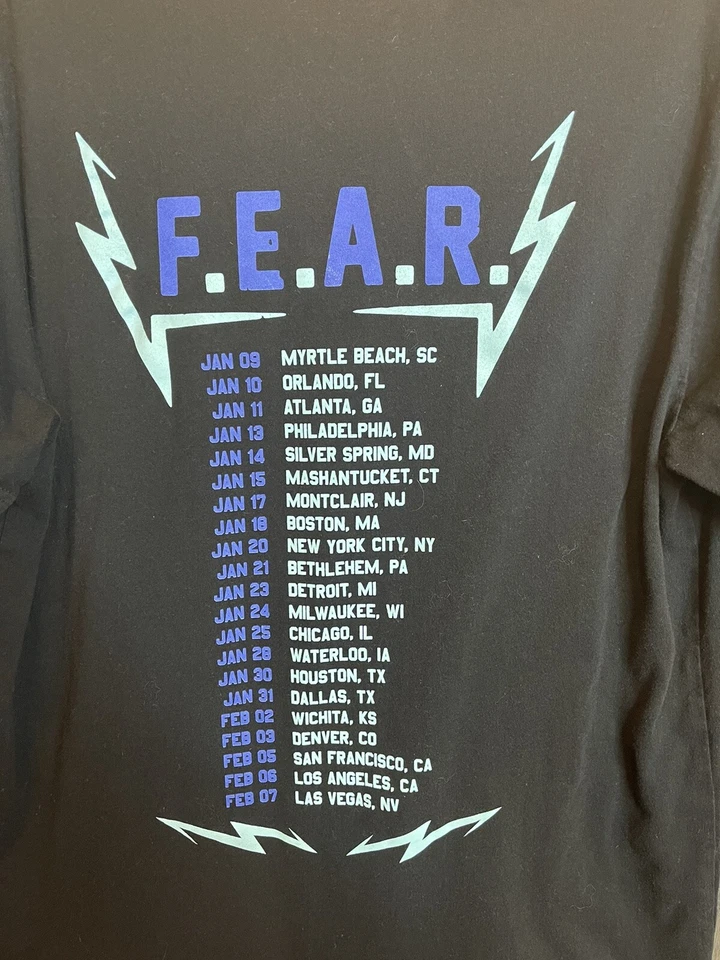 F.E.A.R.
JAN 09 MYRTLE BEACH, SC
JAN 10 ORLANDO, FL
JAN 11 ATLANTA, GA
JAN 13 PHILADELPHIA, PA
JAN 14 SILVER SPRING, MD
JAN 15 MASHANTUCKET, CT
JAN 17 MONTCLAIR, NJ
JAN 18 BOSTON, MA
JAN 20 NEW YORK CITY, NY
JAN 21 BETHLEHEM, PA
JAN 23 DETROIT, MI
JAN 24 MILWAUKEE, WI
JAN 25 CHICAGO, IL
JAN 28 WATERLOO, IA
JAN 30 HOUSTON, TX
JAN 31 DALLAS, TX
FEB 02 WICHITA, KS
FEB 03 DENVER, CO
FEB 05 SAN FRANCISCO, CA
FEB 06 LOS ANGELES, CA
FEB 07 LAS VEGAS, NV